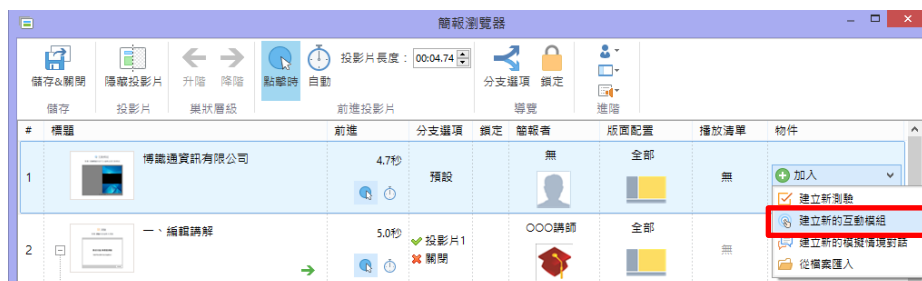 簡報瀏覽器
投影片長度： 00:04.74
儲存&關閉 隱藏投影片 升階 降階 點擊時 自動 分支選項 鎖定
儲存 投影片 巢狀層級 前進投影片 導覽 進階
# 標題 前進 分支選項 鎖定 簡報者 版面配置 播放清單 物件
1 博識通資訊有限公司 4.7秒 預設 無 全部 無 加入
建立新測驗
建立新的互動模組
建立新的模擬情境對話
從檔案匯入
2 一、編輯講解 5.0秒 投影片1 OOO講師 全部 無
關閉